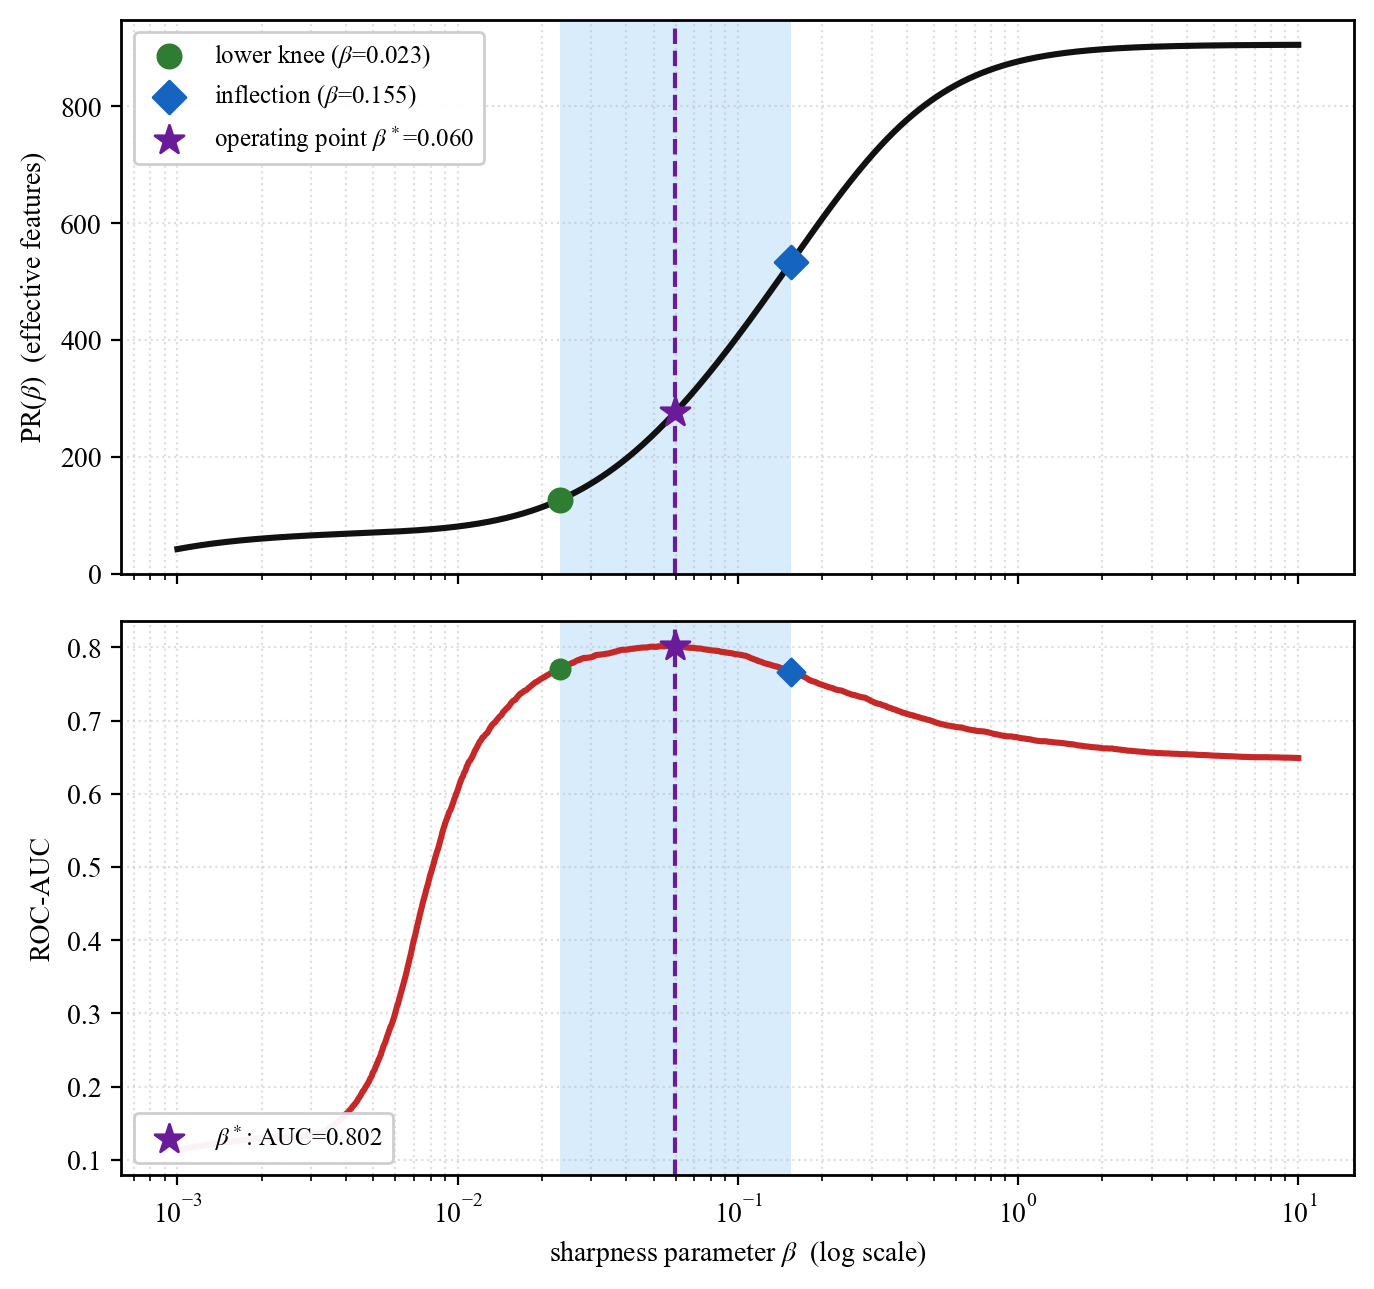 lower knee (β=0.023)
inflection (β=0.155)
operating point β*=0.060
PR(β) (effective features)
800
600
400
200
0
0.8
0.7
0.6
0.5
0.4
0.3
0.2
0.1
ROC-AUC
β*: AUC=0.802
10⁻³ 10⁻² 10⁻¹ 10⁰ 10¹
sharpness parameter β (log scale)